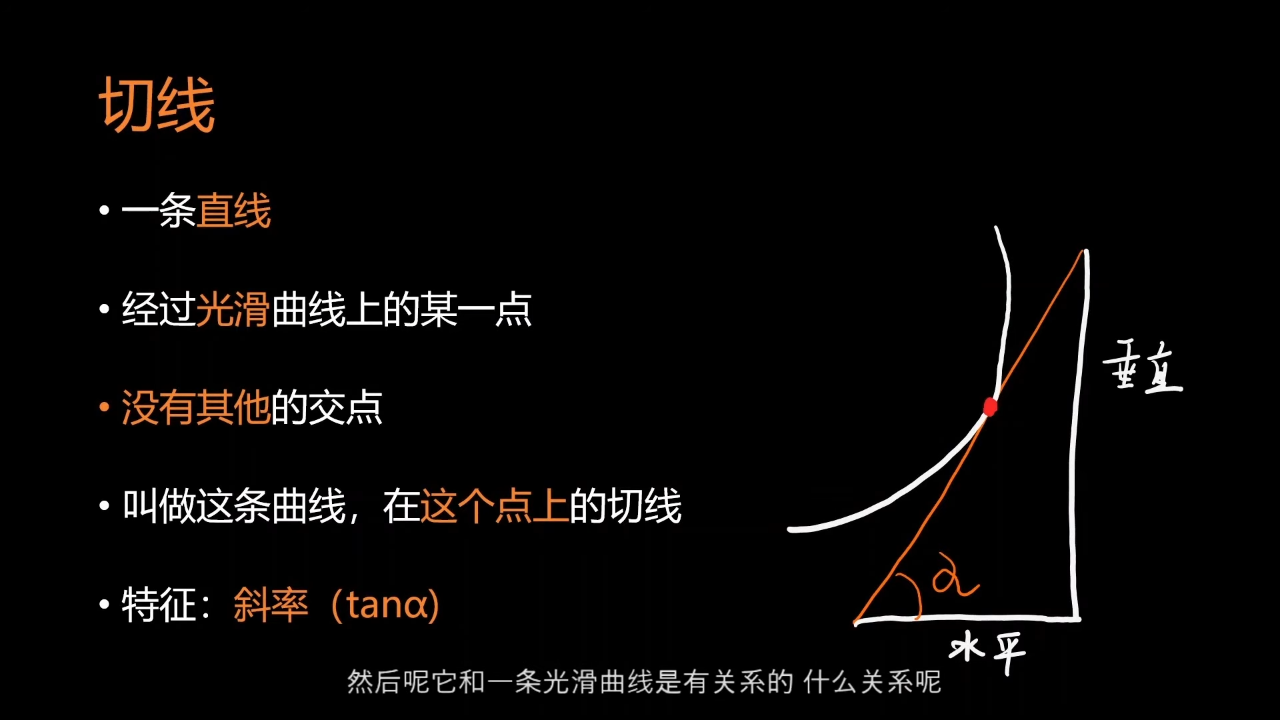 切线
• 一条直线
• 经过光滑曲线上的某一点
• 没有其他的交点
• 叫做这条曲线，在这个点上的切线
• 特征：斜率（tanα)
垂直
α
水平
然后呢它和一条光滑曲线是有关系的 什么关系呢